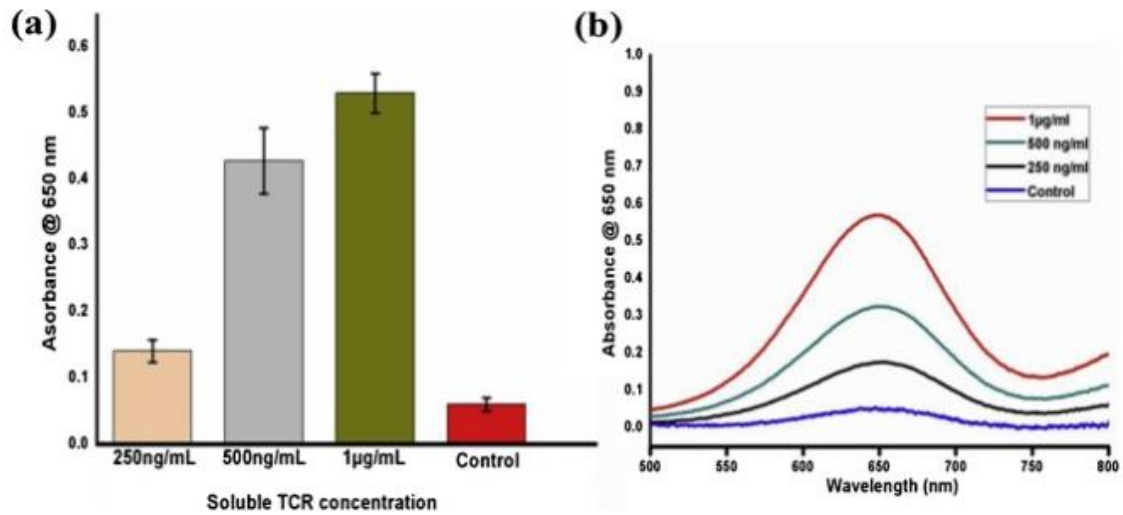 (a)
Asorbance @ 650 nm
0.6
0.5
0.4
0.3
0.2
0.1
0.0
250ng/mL 500ng/mL 1µg/mL Control
Soluble TCR concentration
(b)
Absorbance @ 650 nm
1.0
0.9
0.8
0.7
0.6
0.5
0.4
0.3
0.2
0.1
0.0
1µg/ml
500 ng/ml
250 ng/ml
Control
500 550 600 650 700 750 800
Wavelength (nm)